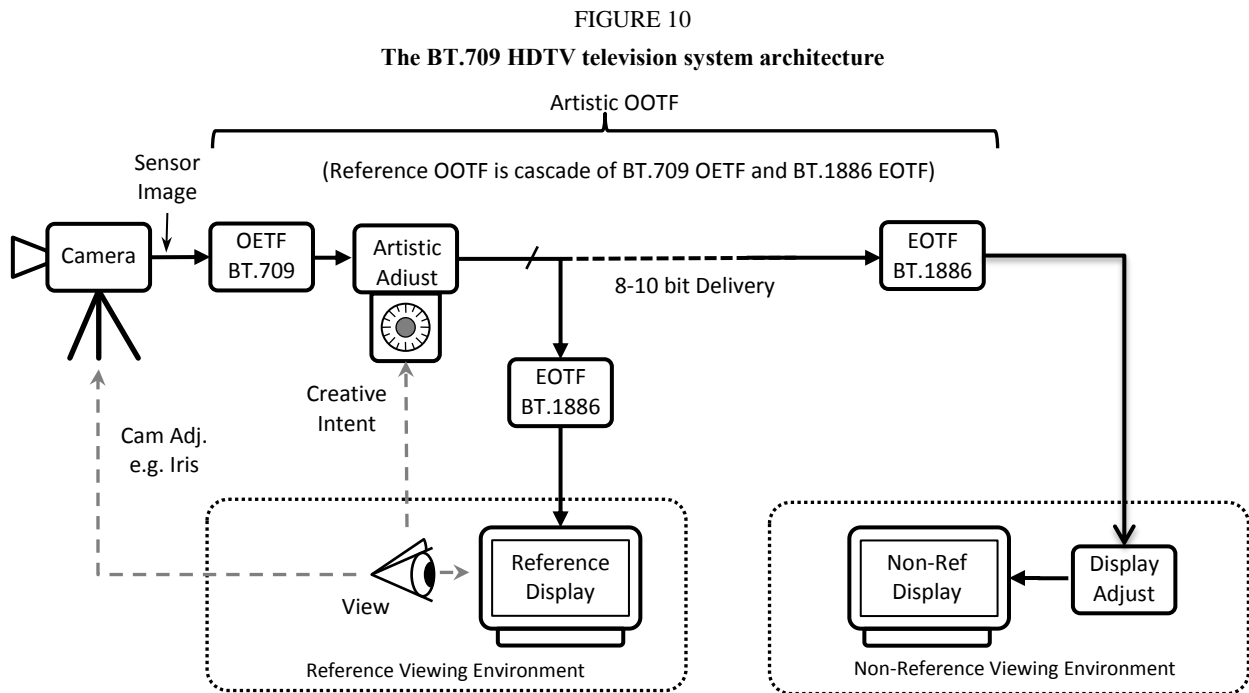 FIGURE 10
The BT.709 HDTV television system architecture
Artistic OOTF
(Reference OOTF is cascade of BT.709 OETF and BT.1886 EOTF)
Sensor
Image
Camera
OETF
BT.709
Artistic
Adjust
8-10 bit Delivery
EOTF
BT.1886
EOTF
BT.1886
Creative
Intent
Cam Adj.
e.g. Iris
View
Reference
Display
Reference Viewing Environment
Non-Ref
Display
Display
Adjust
Non-Reference Viewing Environment